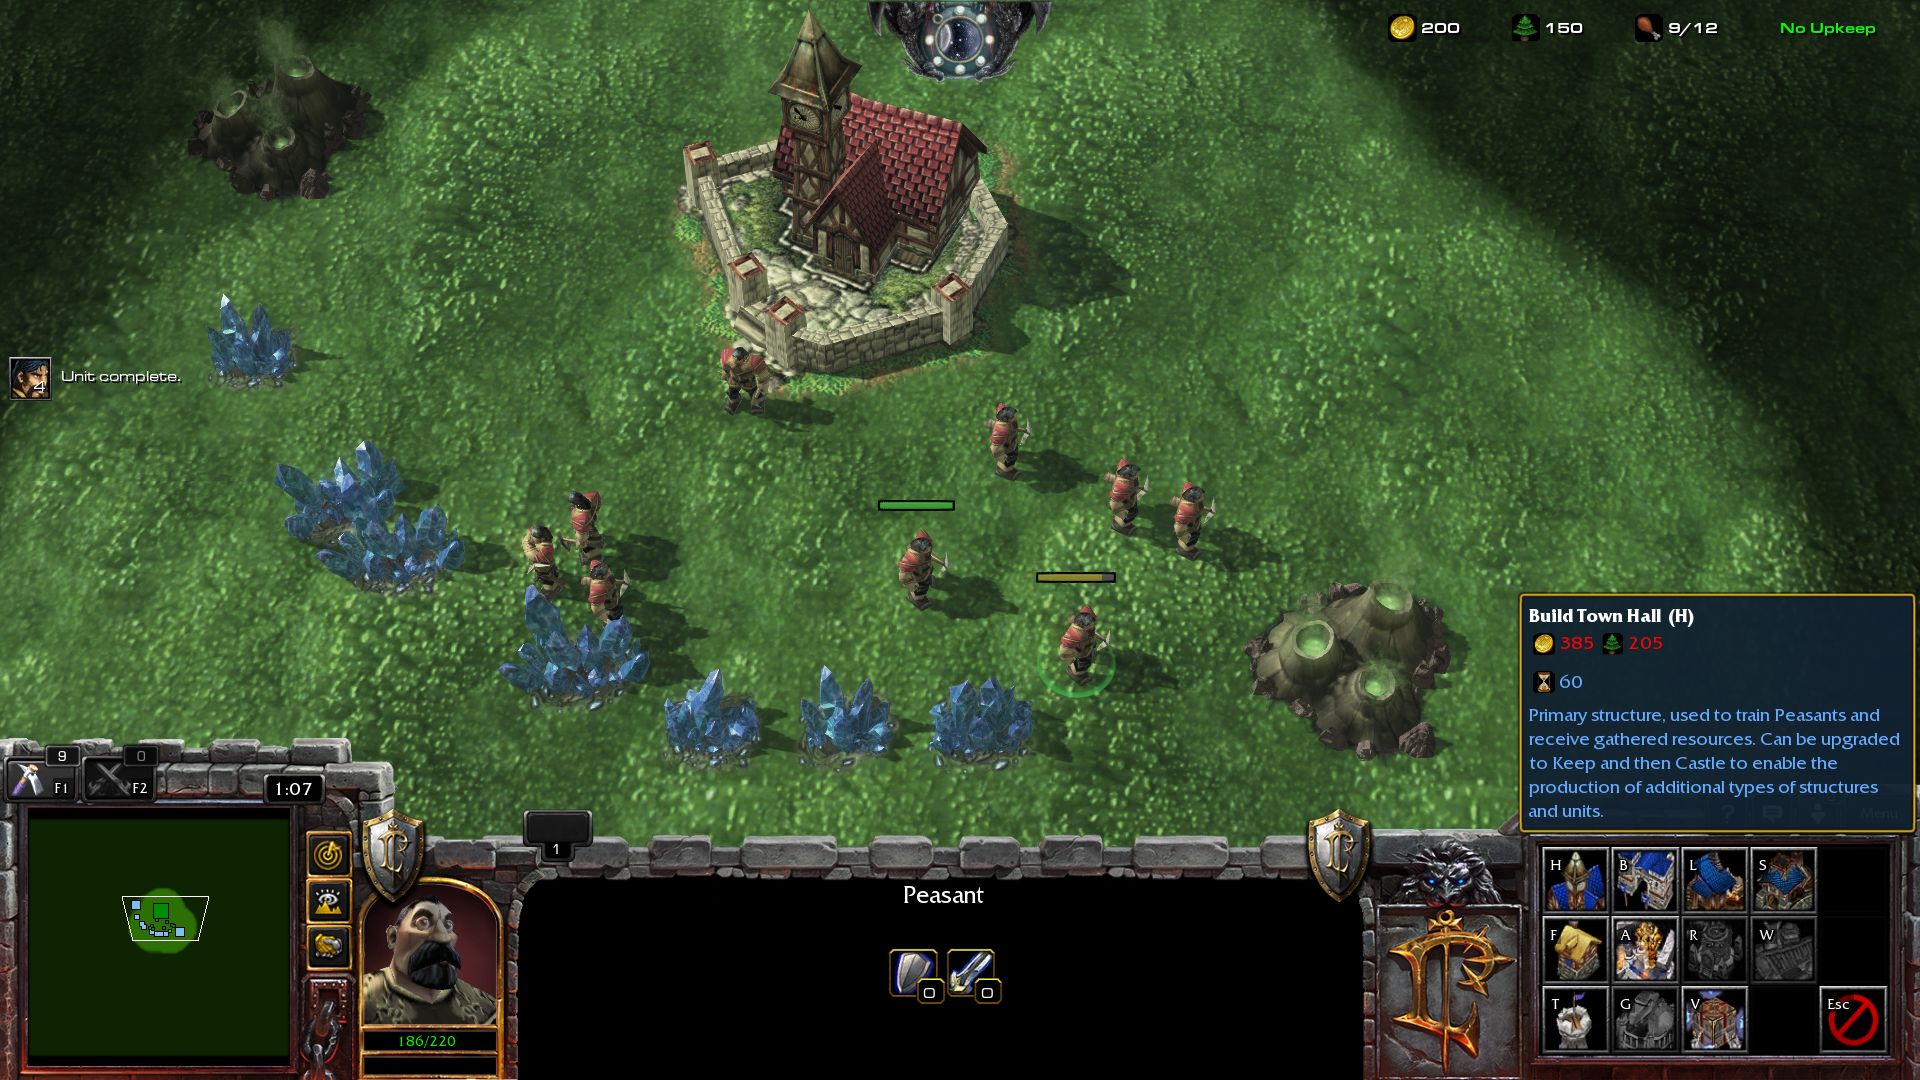 200
150
9/12
No Upkeep
4
Unit complete.
Build Town Hall (H)
385 205
60
Primary structure, used to train Peasants and
receive gathered resources. Can be upgraded
to Keep and then Castle to enable the
production of additional types of structures
and units.
Menu
9
0
F1
F2
1:07
1
Peasant
0
0
186/220
H
B
L
S
F
A
R
W
T
G
V
Esc